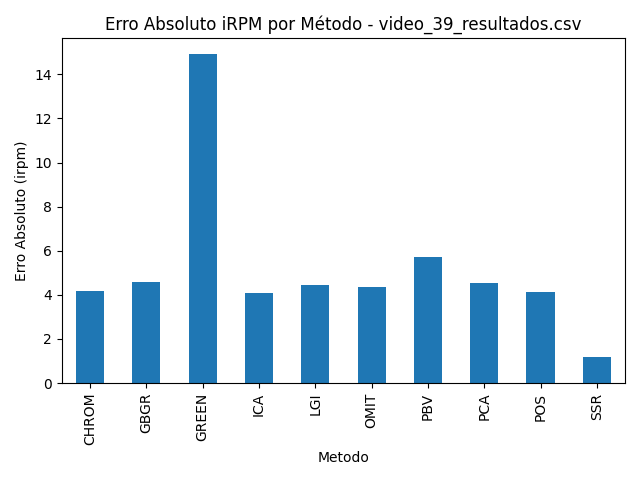 Erro Absoluto iRPM por Método - video_39_resultados.csv
Erro Absoluto (irpm)
14
12
10
8
6
4
2
0
CHROM
GBGR
GREEN
ICA
LGI
OMIT
PBV
PCA
POS
SSR
Metodo